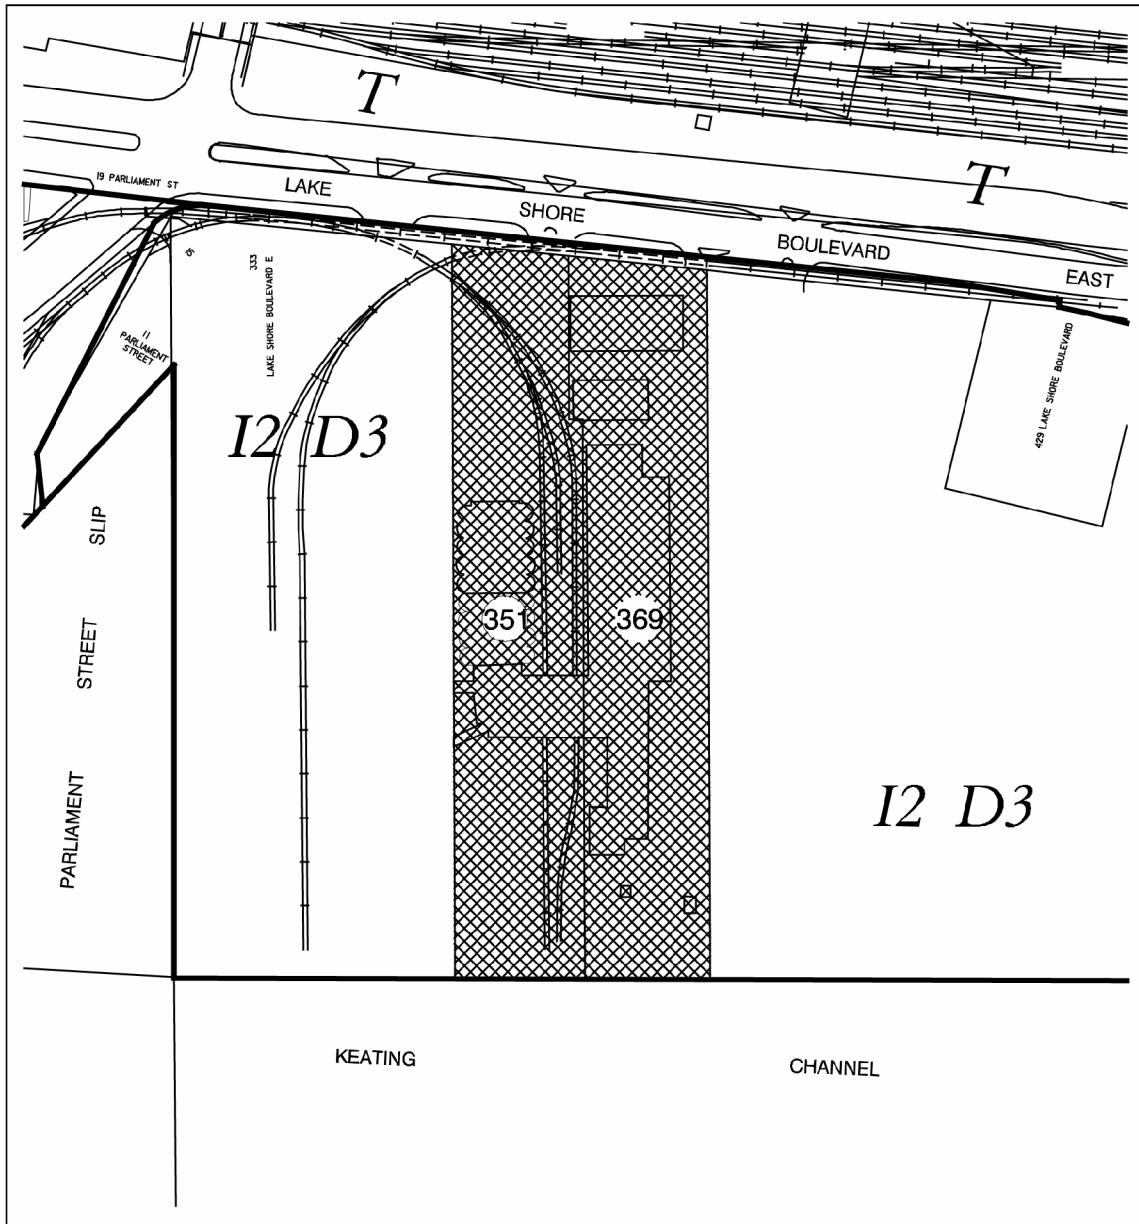 T
T
19 PARLIAMENT ST
LAKE
SHORE
BOULEVARD
EAST
15
333
LAKE SHORE BOULEVARD E
11
PARLIAMENT
STREET
429 LAKE SHORE BOULEVARD
I2 D3
351
369
I2 D3
PARLIAMENT STREET SLIP
KEATING
CHANNEL